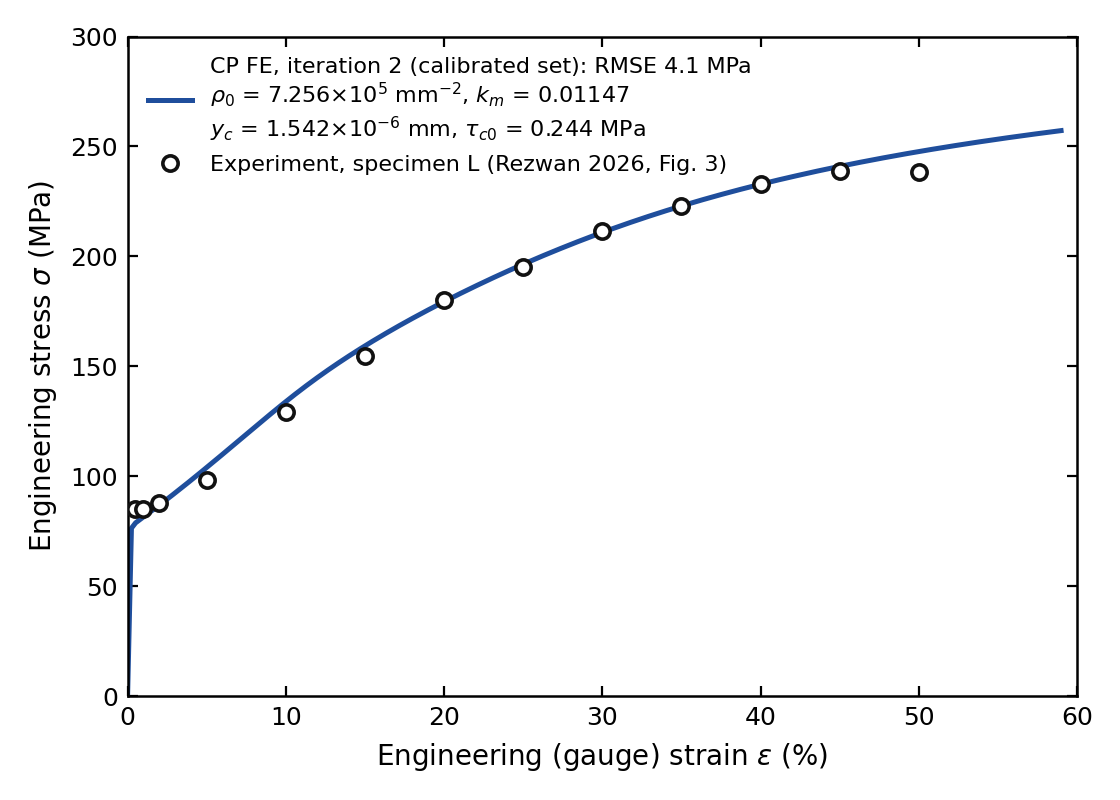 300
250
200
150
100
50
0
0 10 20 30 40 50 60
Engineering stress σ (MPa)
Engineering (gauge) strain ε (%)
CP FE, iteration 2 (calibrated set): RMSE 4.1 MPa
ρ₀ = 7.256×10⁵ mm⁻², kₘ = 0.01147
y_c = 1.542×10⁻⁶ mm, τ_c0 = 0.244 MPa
Experiment, specimen L (Rezwan 2026, Fig. 3)